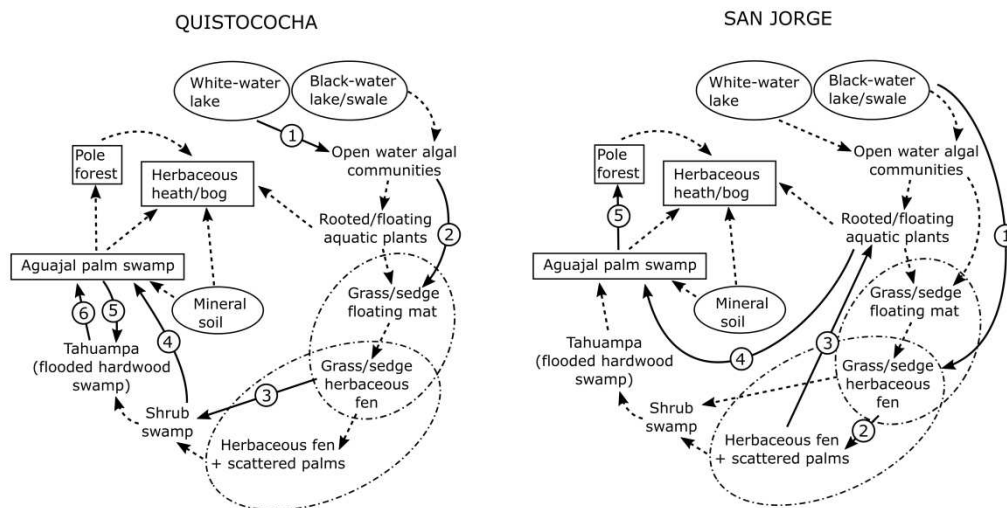 QUISTOCOCHA
White-water
lake
Black-water
lake/swale
1
Open water algal
communities
Pole
forest
Herbaceous
heath/bog
Rooted/floating
aquatic plants
2
Aguajal palm swamp
Mineral
soil
Grass/sedge
floating mat
6
5
4
Tahuampa
(flooded hardwood
swamp)
3
Grass/sedge
herbaceous
fen
Shrub
swamp
Herbaceous fen
+ scattered palms
SAN JORGE
White-water
lake
Black-water
lake/swale
Open water algal
communities
Pole
forest
5
Herbaceous
heath/bog
Rooted/floating
aquatic plants
1
Aguajal palm swamp
Mineral
soil
Grass/sedge
floating mat
3
4
Tahuampa
(flooded hardwood
swamp)
Grass/sedge
herbaceous
fen
Shrub
swamp
2
Herbaceous fen
+ scattered palms